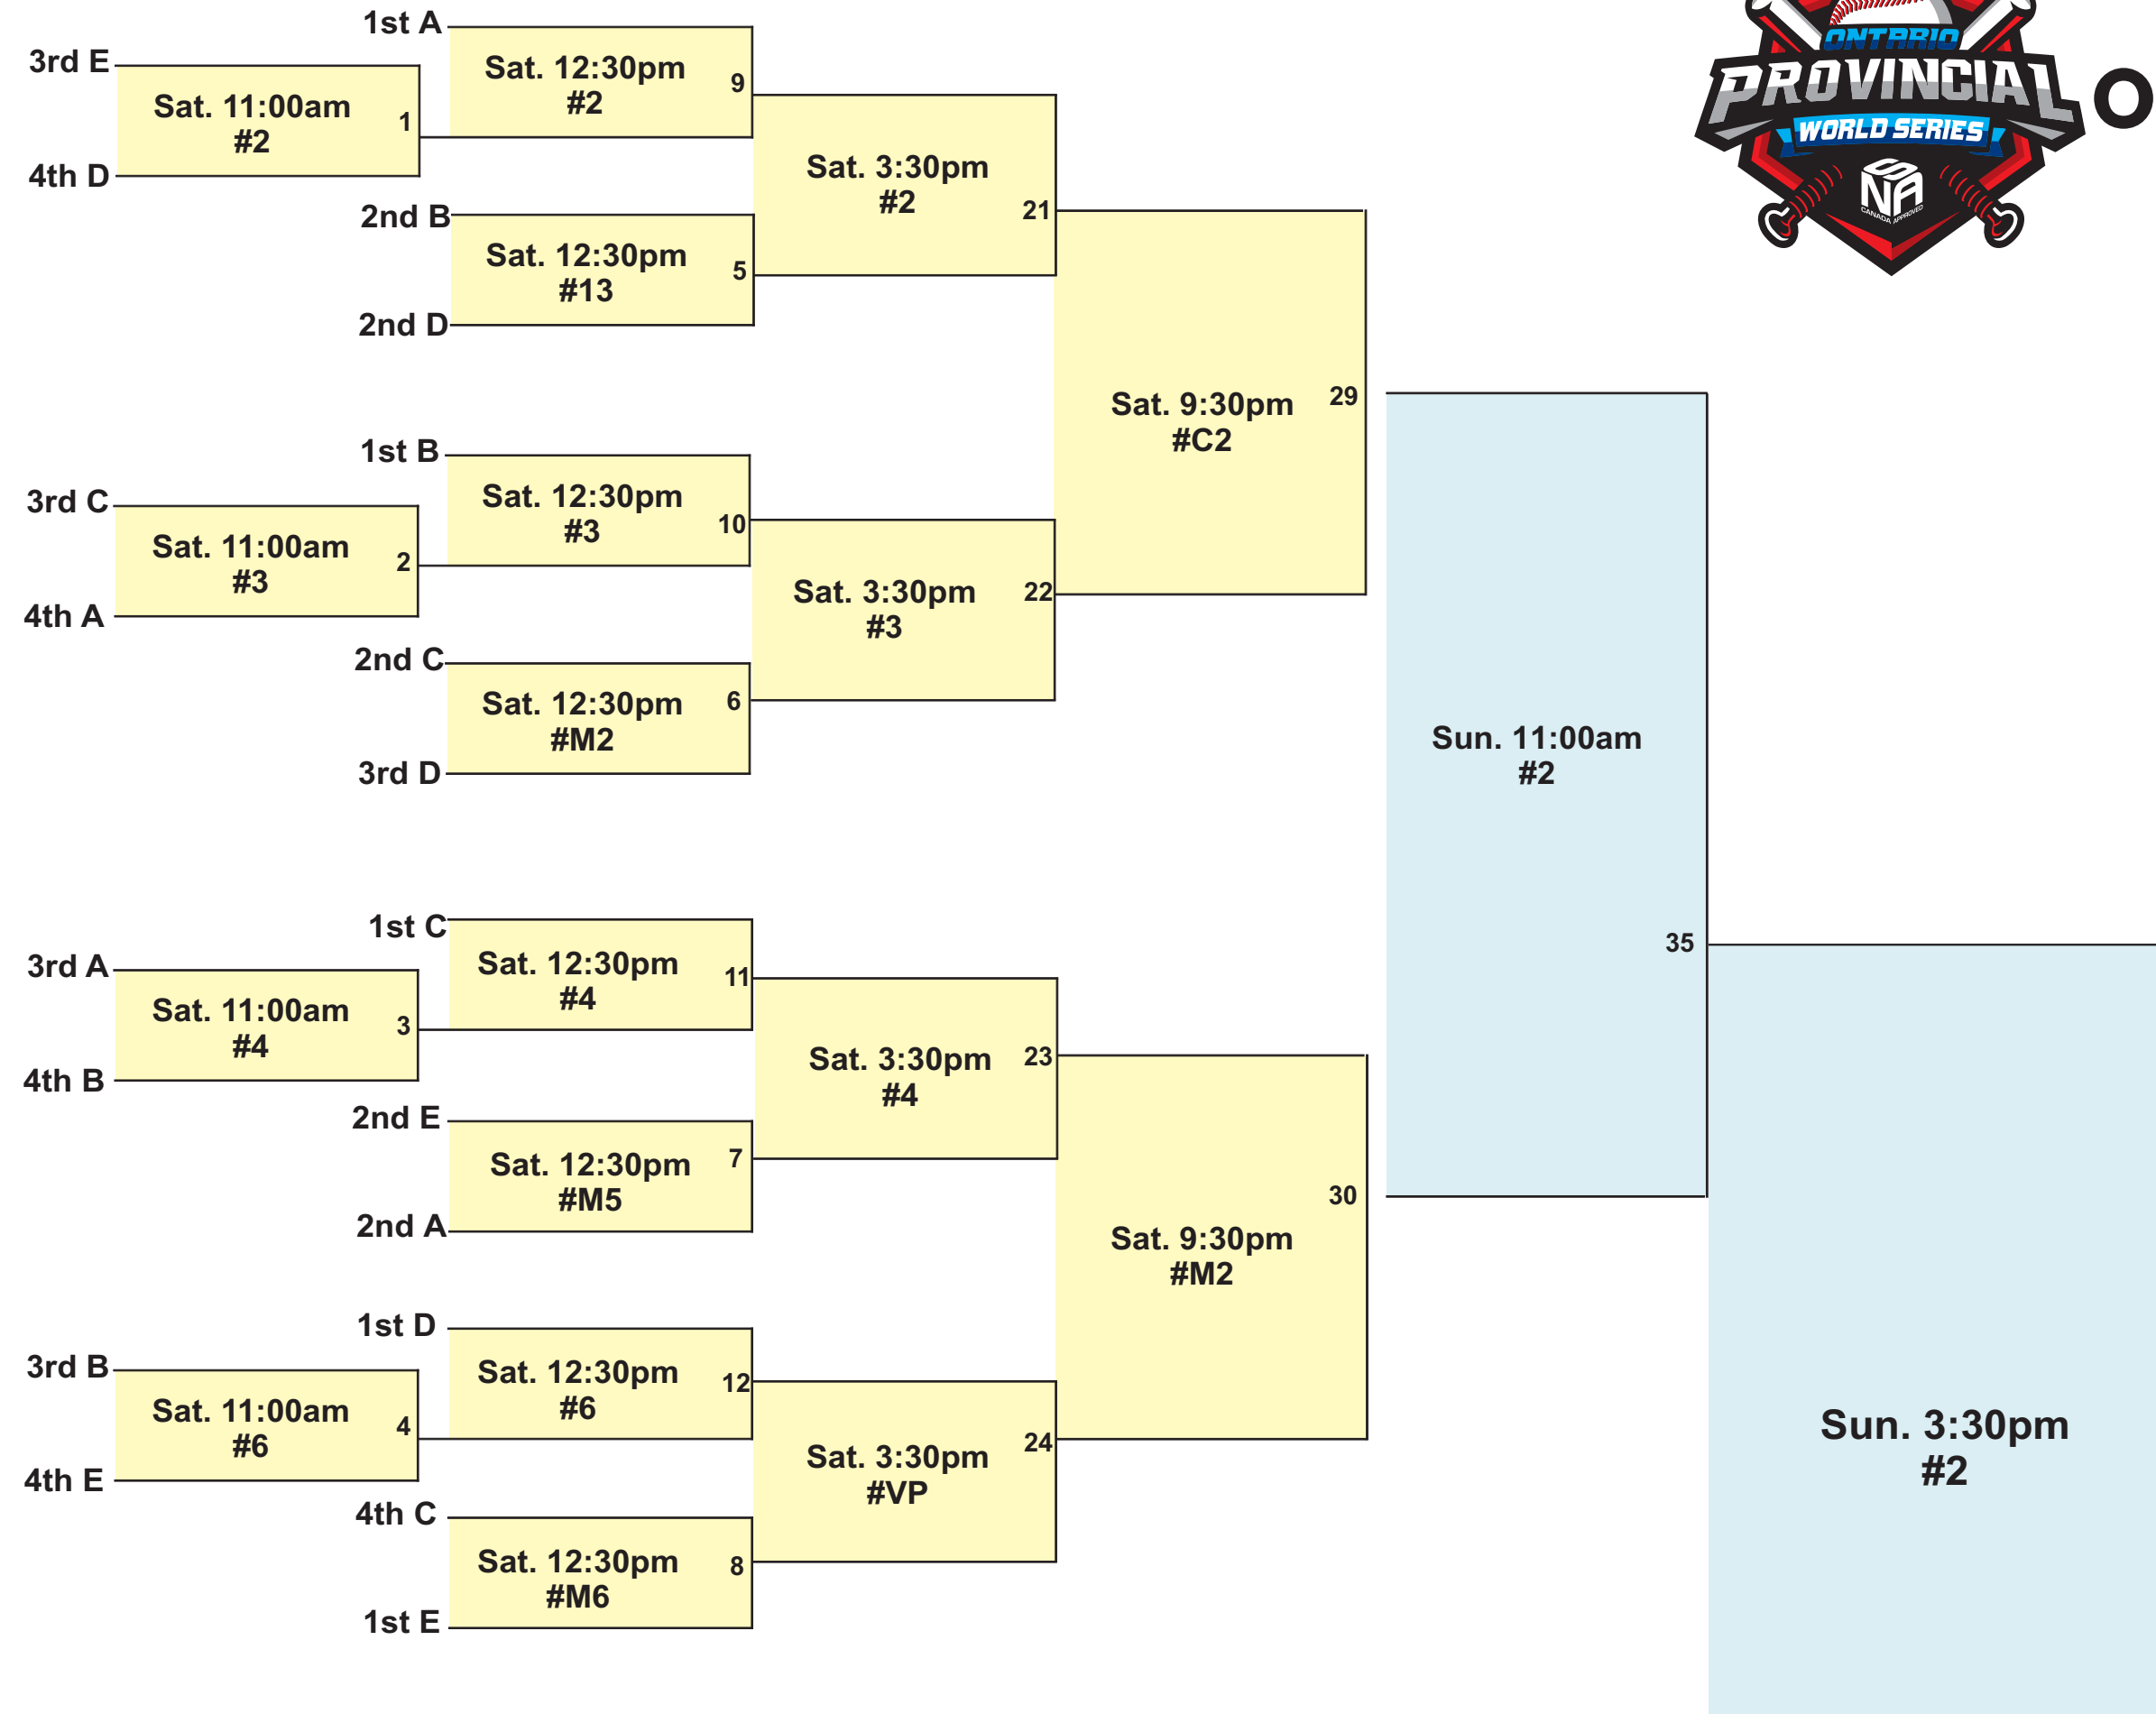 1st A
3rd E
Sat. 12:30pm
#2
9
Sat. 11:00am
#2
1
4th D
Sat. 3:30pm
#2
21
2nd B
Sat. 12:30pm
#13
5
2nd D
Sat. 9:30pm
#C2
29
1st B
3rd C
Sat. 12:30pm
#3
10
Sat. 11:00am
#3
2
4th A
Sat. 3:30pm
#3
22
2nd C
Sat. 12:30pm
#M2
6
3rd D
Sun. 11:00am
#2
35
1st C
3rd A
Sat. 12:30pm
#4
11
Sat. 11:00am
#4
3
4th B
Sat. 3:30pm
#4
23
2nd E
Sat. 12:30pm
#M5
7
2nd A
Sat. 9:30pm
#M2
30
1st D
3rd B
Sat. 12:30pm
#6
12
Sat. 11:00am
#6
4
4th E
Sat. 3:30pm
#VP
24
4th C
Sat. 12:30pm
#M6
8
1st E
Sun. 3:30pm
#2
ONTARIO
PROVINCIAL
WORLD SERIES
NSA
CANADA APPROVED
O